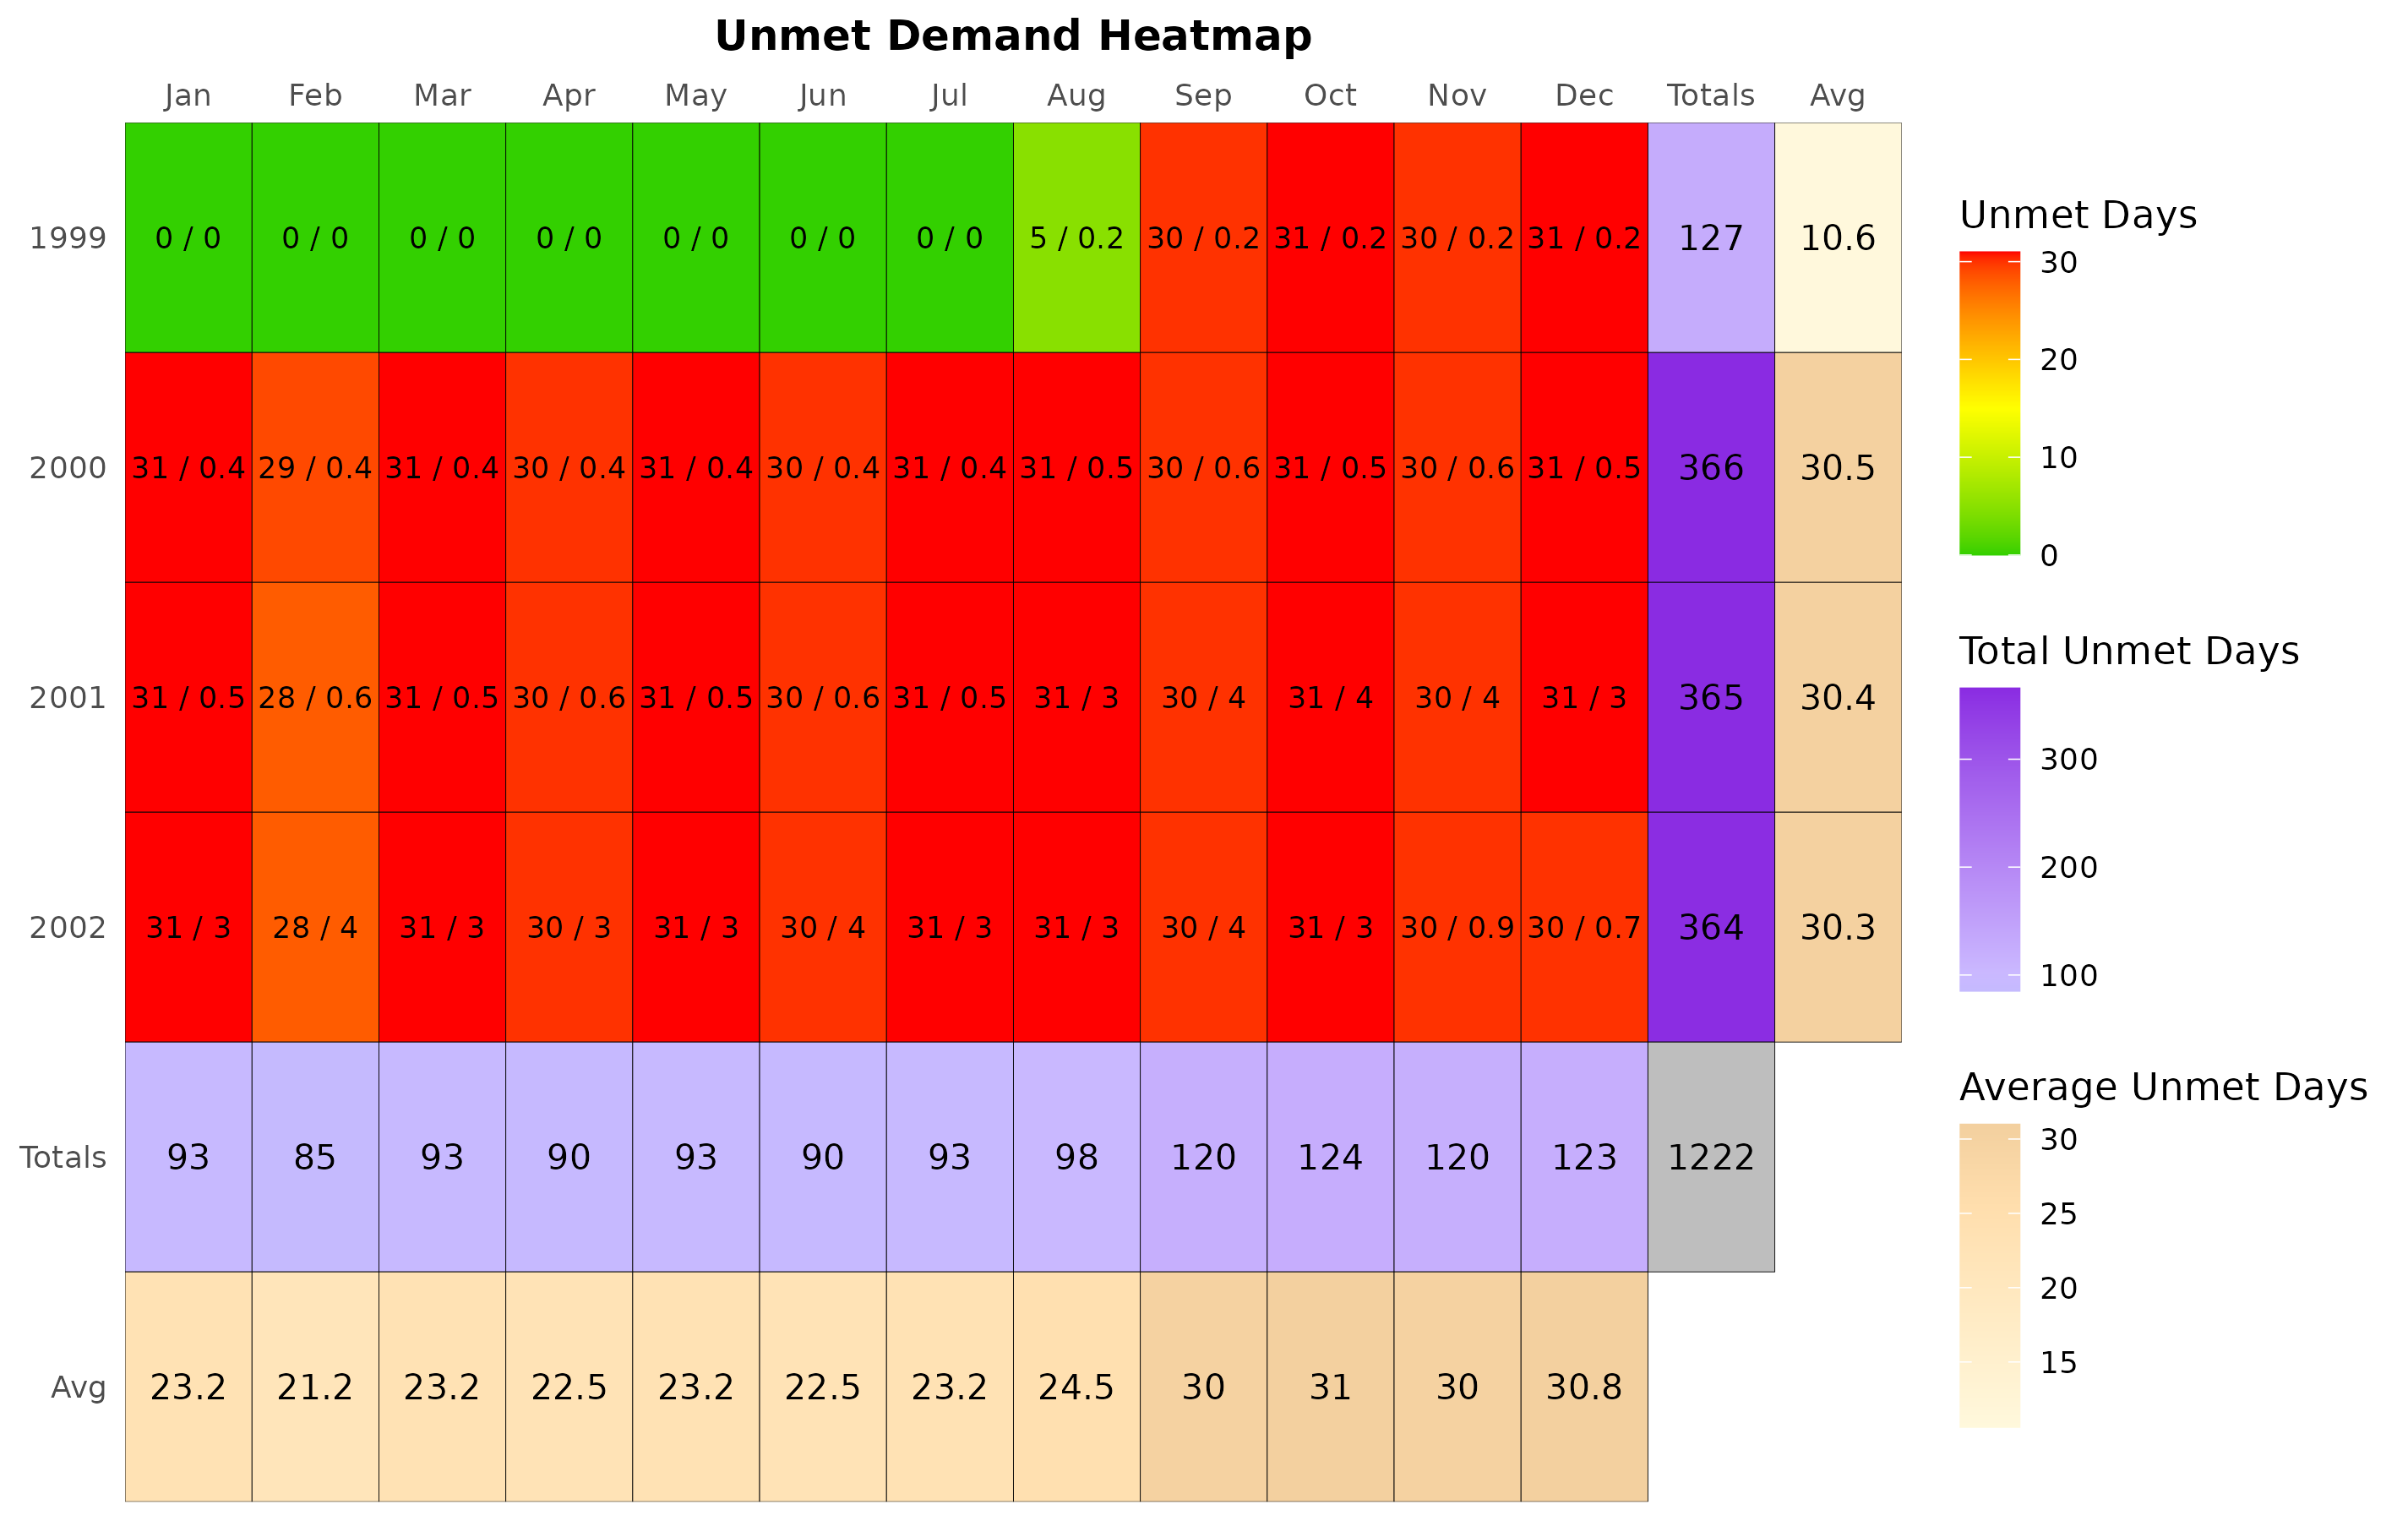 Unmet Demand Heatmap
Jan Feb Mar Apr May Jun Jul Aug Sep Oct Nov Dec Totals Avg
1999 0 / 0 0 / 0 0 / 0 0 / 0 0 / 0 0 / 0 0 / 0 5 / 0.2 30 / 0.2 31 / 0.2 30 / 0.2 31 / 0.2 127 10.6
2000 31 / 0.4 29 / 0.4 31 / 0.4 30 / 0.4 31 / 0.4 30 / 0.4 31 / 0.4 31 / 0.5 30 / 0.6 31 / 0.5 30 / 0.6 31 / 0.5 366 30.5
2001 31 / 0.5 28 / 0.6 31 / 0.5 30 / 0.6 31 / 0.5 30 / 0.6 31 / 0.5 31 / 3 30 / 4 31 / 4 30 / 4 31 / 3 365 30.4
2002 31 / 3 28 / 4 31 / 3 30 / 3 31 / 3 30 / 4 31 / 3 31 / 3 30 / 4 31 / 3 30 / 0.9 30 / 0.7 364 30.3
Totals 93 85 93 90 93 90 93 98 120 124 120 123 1222
Avg 23.2 21.2 23.2 22.5 23.2 22.5 23.2 24.5 30 31 30 30.8
Unmet Days
30
20
10
0
Total Unmet Days
300
200
100
Average Unmet Days
30
25
20
15